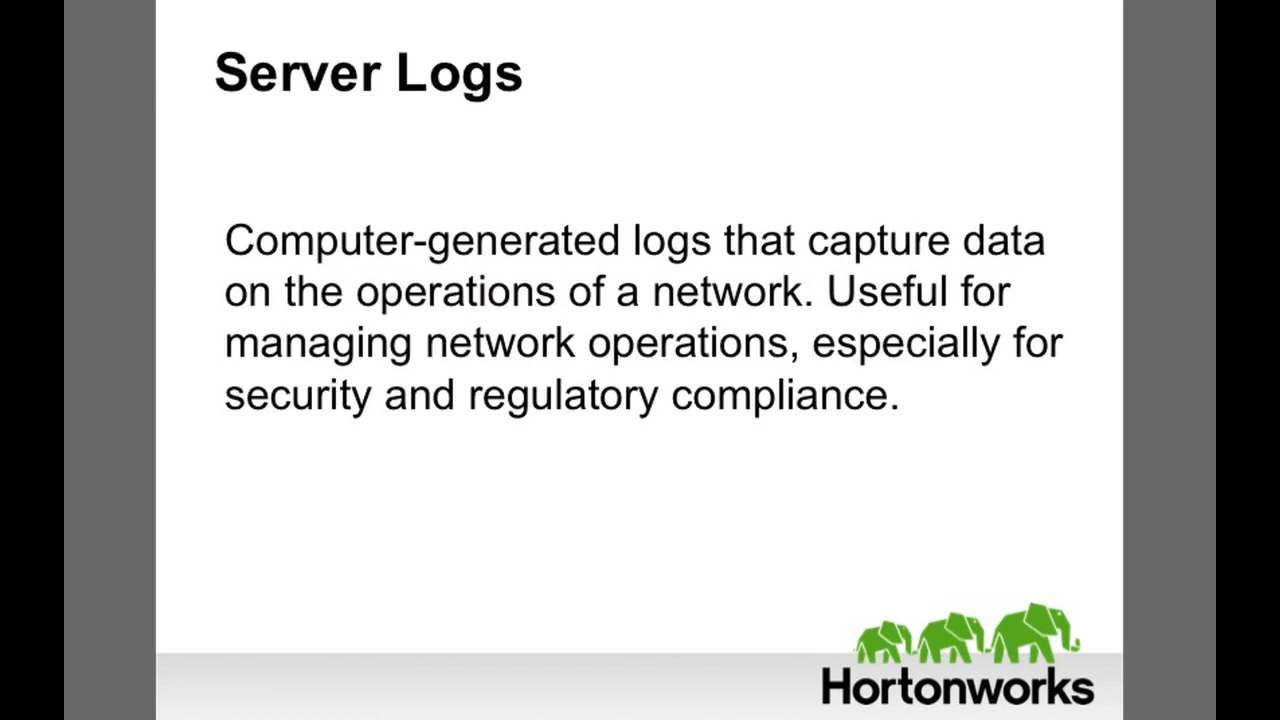 Server Logs
Computer-generated logs that capture data
on the operations of a network. Useful for
managing network operations, especially for
security and regulatory compliance.
Hortonworks